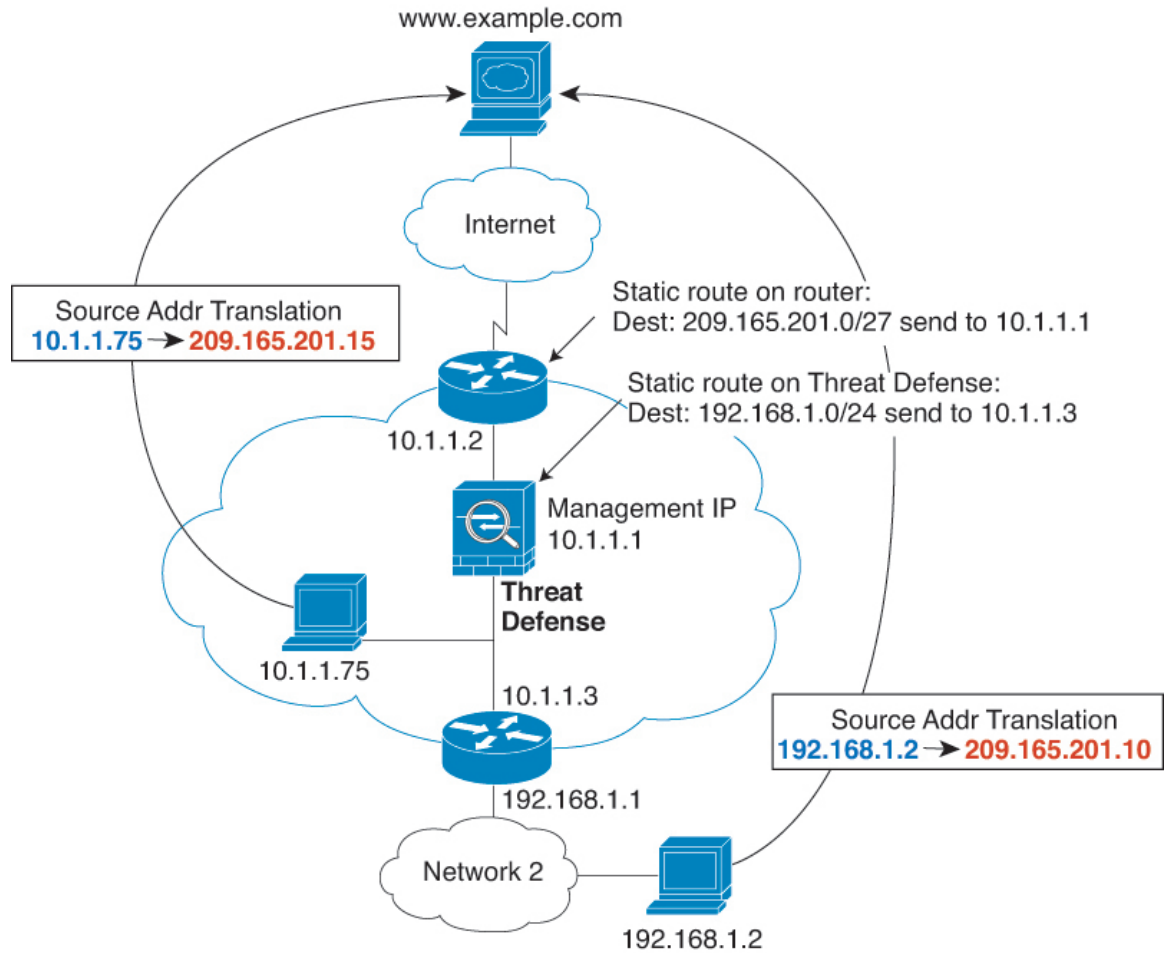 www.example.com
Internet
Source Addr Translation
10.1.1.75 209.165.201.15
Static route on router:
Dest: 209.165.201.0/27 send to 10.1.1.1
Static route on Threat Defense:
Dest: 192.168.1.0/24 send to 10.1.1.3
10.1.1.2
Management IP
10.1.1.1
Threat
Defense
10.1.1.75
10.1.1.3
Source Addr Translation
192.168.1.2 209.165.201.10
192.168.1.1
Network 2
192.168.1.2